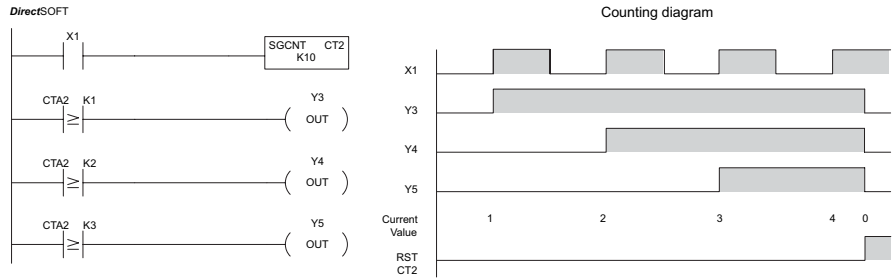 DirectSOFT
X1
SGCNT CT2
K10
CTA2 K1
≥
Y3
OUT
CTA2 K2
≥
Y4
OUT
CTA2 K3
≥
Y5
OUT
Counting diagram
X1
Y3
Y4
Y5
Current
Value
1 2 3 4 0
RST
CT2